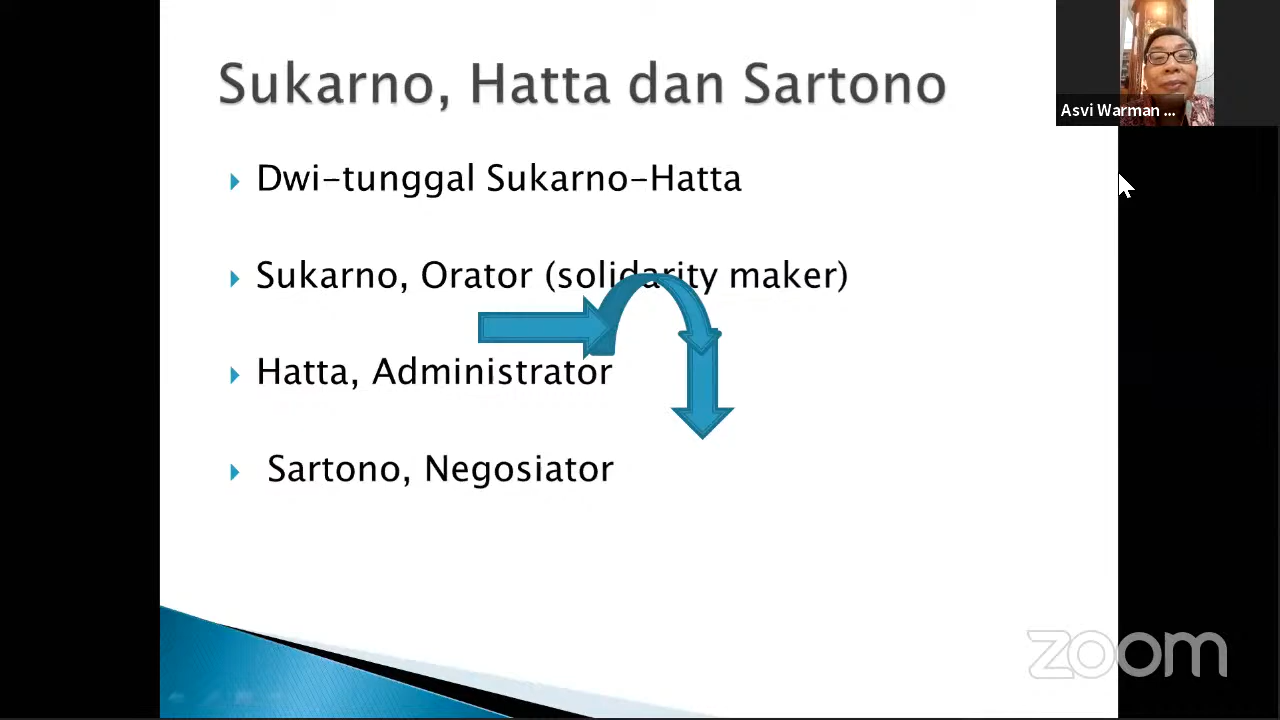 Sukarno, Hatta dan Sartono
Asvi Warman ...
Dwi-tunggal Sukarno-Hatta
Sukarno, Orator (solidarity maker)
Hatta, Administrator
Sartono, Negosiator
zoom